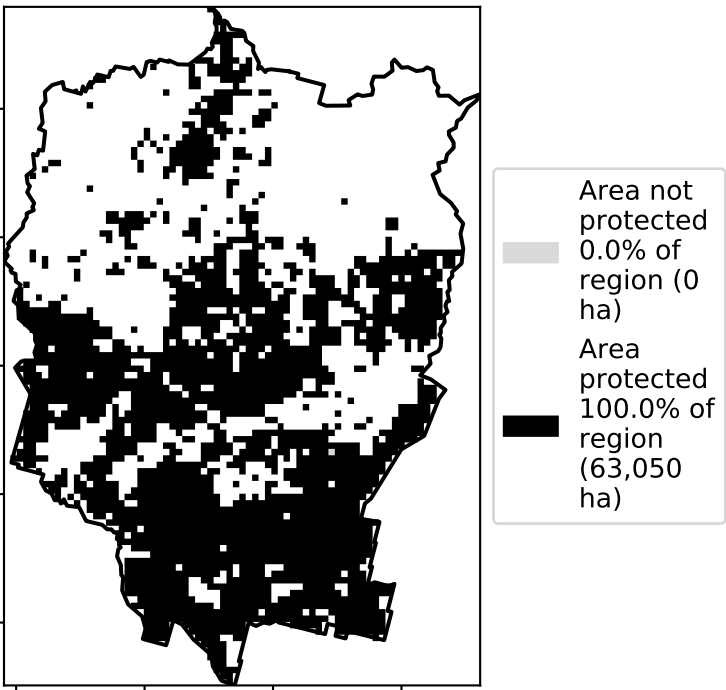 Area not
protected
0.0% of
region (0
ha)
Area
protected
100.0% of
region
(63,050
ha)